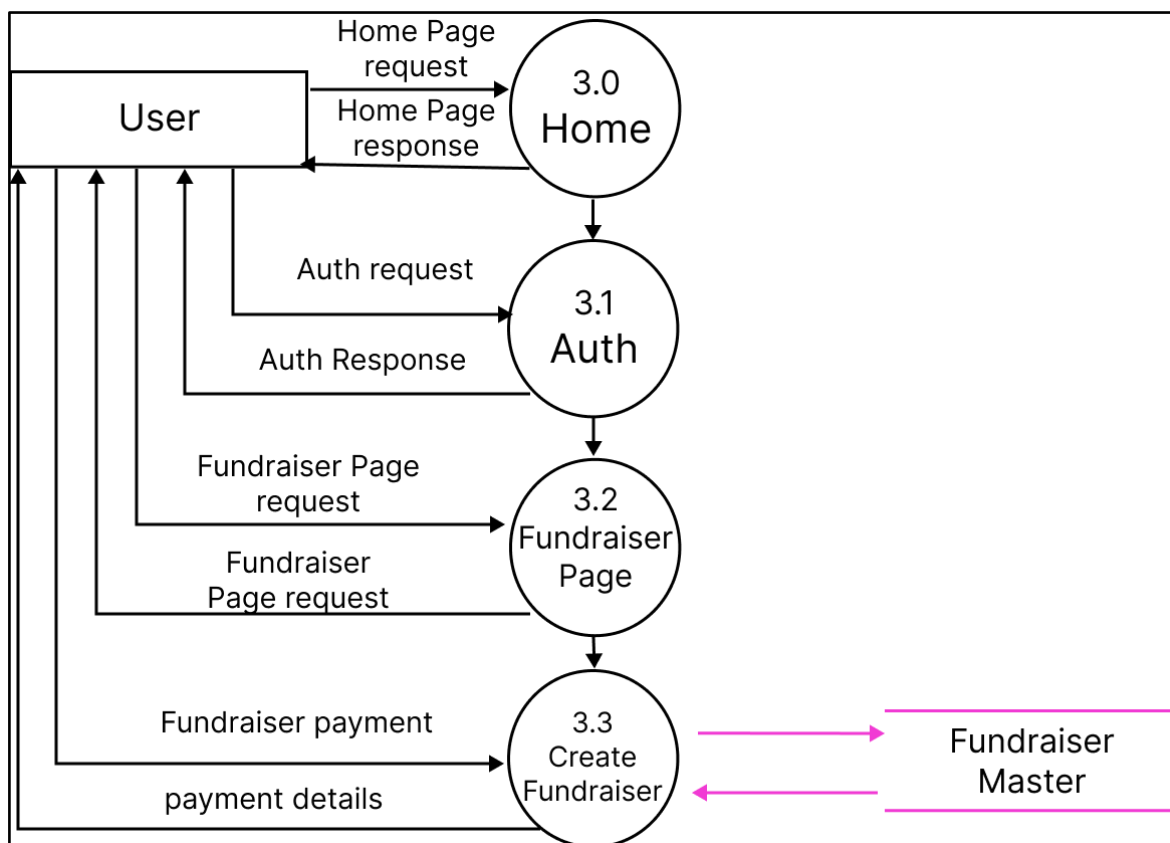 Home Page
request
3.0
Home
User
Home Page
response
Auth request
3.1
Auth
Auth Response
Fundraiser Page
request
3.2
Fundraiser
Page
Fundraiser
Page request
Fundraiser payment
3.3
Create
Fundraiser
Fundraiser
Master
payment details